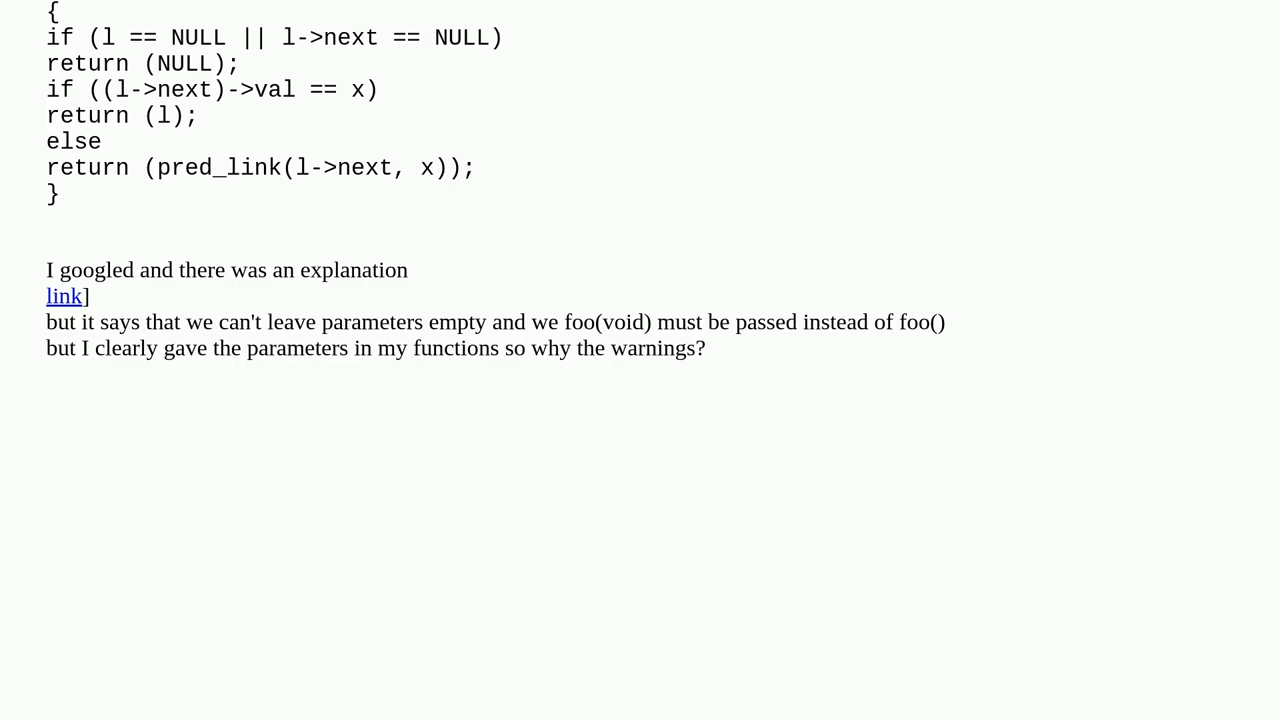 {
if (l == NULL || l->next == NULL)
return (NULL);
if ((l->next)->val == x)
return (l);
else
return (pred_link(l->next, x));
}
I googled and there was an explanation
link]
but it says that we can't leave parameters empty and we foo(void) must be passed instead of foo()
but I clearly gave the parameters in my functions so why the warnings?